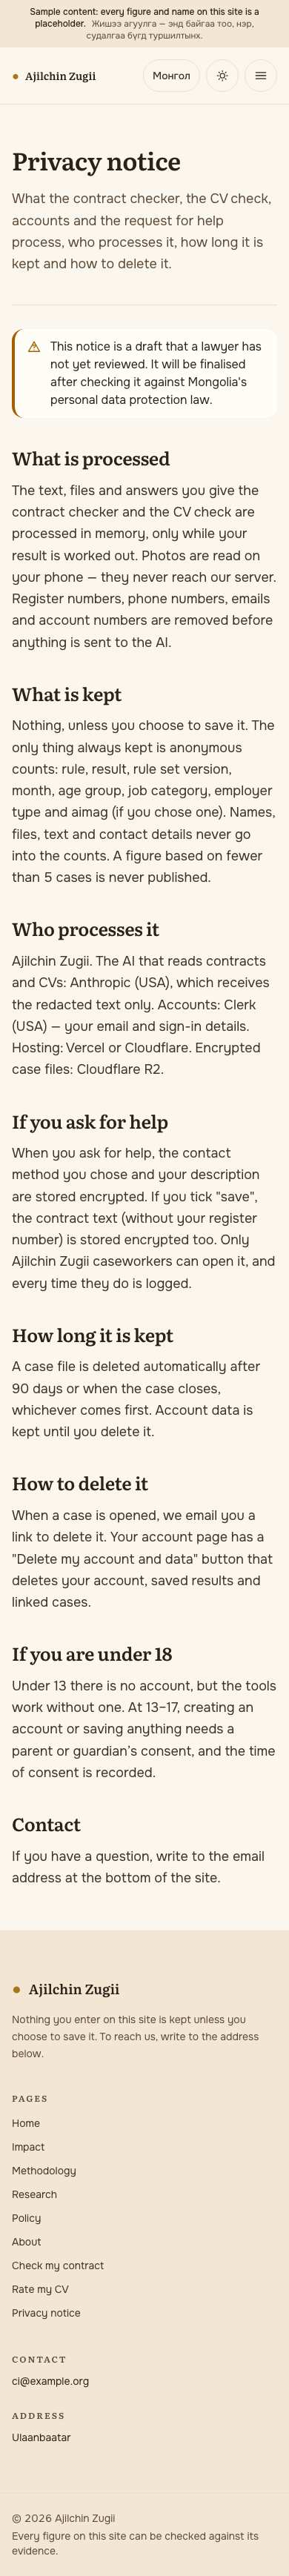 Sample content: every figure and name on this site is a
placeholder. Жишээ агуулга — энд байгаа тоо, нэр,
судалгаа бүгд туршилтынх.
Ajilchin Zugii
Монгол
Privacy notice
What the contract checker, the CV check,
accounts and the request for help
process, who processes it, how long it is
kept and how to delete it.
This notice is a draft that a lawyer has
not yet reviewed. It will be finalised
after checking it against Mongolia's
personal data protection law.
What is processed
The text, files and answers you give the
contract checker and the CV check are
processed in memory, only while your
result is worked out. Photos are read on
your phone — they never reach our server.
Register numbers, phone numbers, emails
and account numbers are removed before
anything is sent to the AI.
What is kept
Nothing, unless you choose to save it. The
only thing always kept is anonymous
counts: rule, result, rule set version,
month, age group, job category, employer
type and aimag (if you chose one). Names,
files, text and contact details never go
into the counts. A figure based on fewer
than 5 cases is never published.
Who processes it
Ajilchin Zugii. The AI that reads contracts
and CVs: Anthropic (USA), which receives
the redacted text only. Accounts: Clerk
(USA) — your email and sign-in details.
Hosting: Vercel or Cloudflare. Encrypted
case files: Cloudflare R2.
If you ask for help
When you ask for help, the contact
method you chose and your description
are stored encrypted. If you tick "save",
the contract text (without your register
number) is stored encrypted too. Only
Ajilchin Zugii caseworkers can open it, and
every time they do is logged.
How long it is kept
A case file is deleted automatically after
90 days or when the case closes,
whichever comes first. Account data is
kept until you delete it.
How to delete it
When a case is opened, we email you a
link to delete it. Your account page has a
"Delete my account and data" button that
deletes your account, saved results and
linked cases.
If you are under 18
Under 13 there is no account, but the tools
work without one. At 13–17, creating an
account or saving anything needs a
parent or guardian’s consent, and the time
of consent is recorded.
Contact
If you have a question, write to the email
address at the bottom of the site.
Ajilchin Zugii
Nothing you enter on this site is kept unless you
choose to save it. To reach us, write to the address
below.
PAGES
Home
Impact
Methodology
Research
Policy
About
Check my contract
Rate my CV
Privacy notice
CONTACT
ci@example.org
ADDRESS
Ulaanbaatar
© 2026 Ajilchin Zugii
Every figure on this site can be checked against its
evidence.